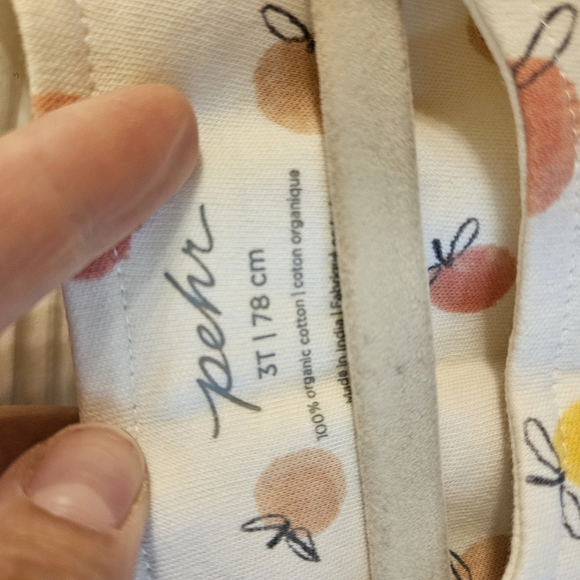 pehr
3T | 78 cm
100% organic cotton | coton organique
Made in India |